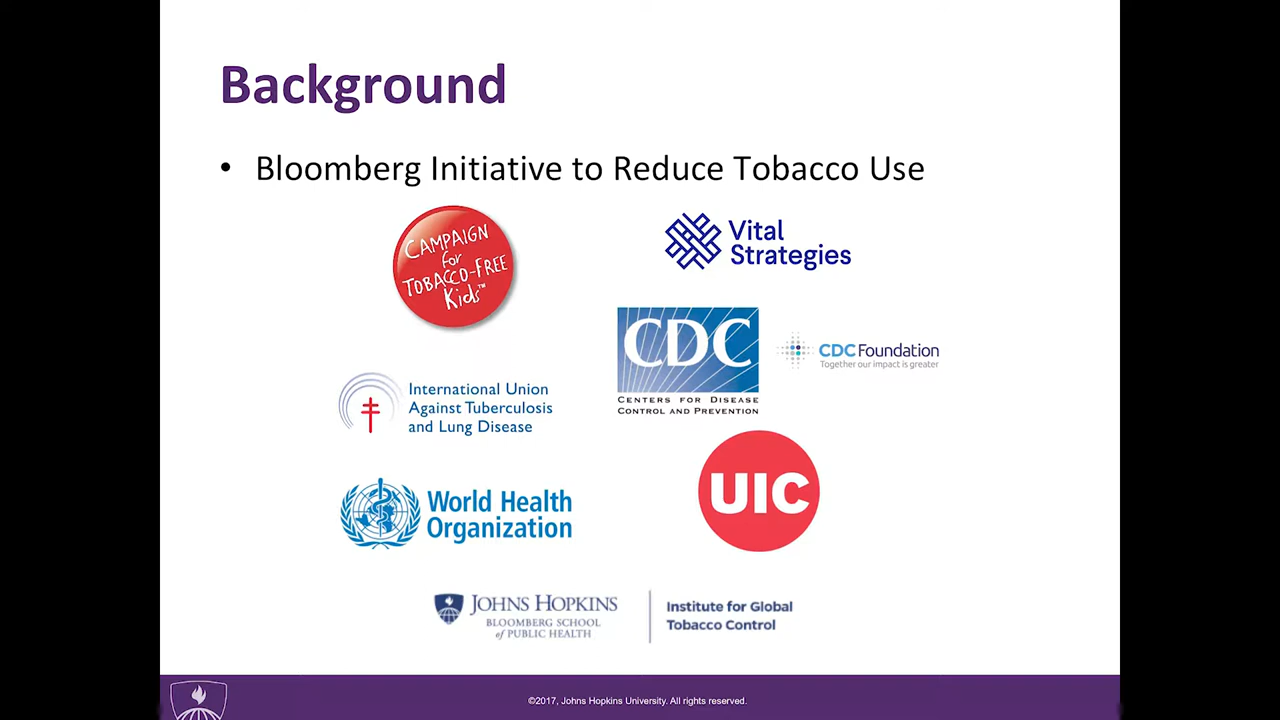 Background
• Bloomberg Initiative to Reduce Tobacco Use
CAMPAIGN
for
TOBACCO-FREE
Kids™
Vital
Strategies
CDC
CENTERS FOR DISEASE
CONTROL AND PREVENTION
CDC Foundation
Together our impact is greater
International Union
Against Tuberculosis
and Lung Disease
UIC
World Health
Organization
JOHNS HOPKINS
BLOOMBERG SCHOOL
of PUBLIC HEALTH
Institute for Global
Tobacco Control
©2017, Johns Hopkins University. All rights reserved.